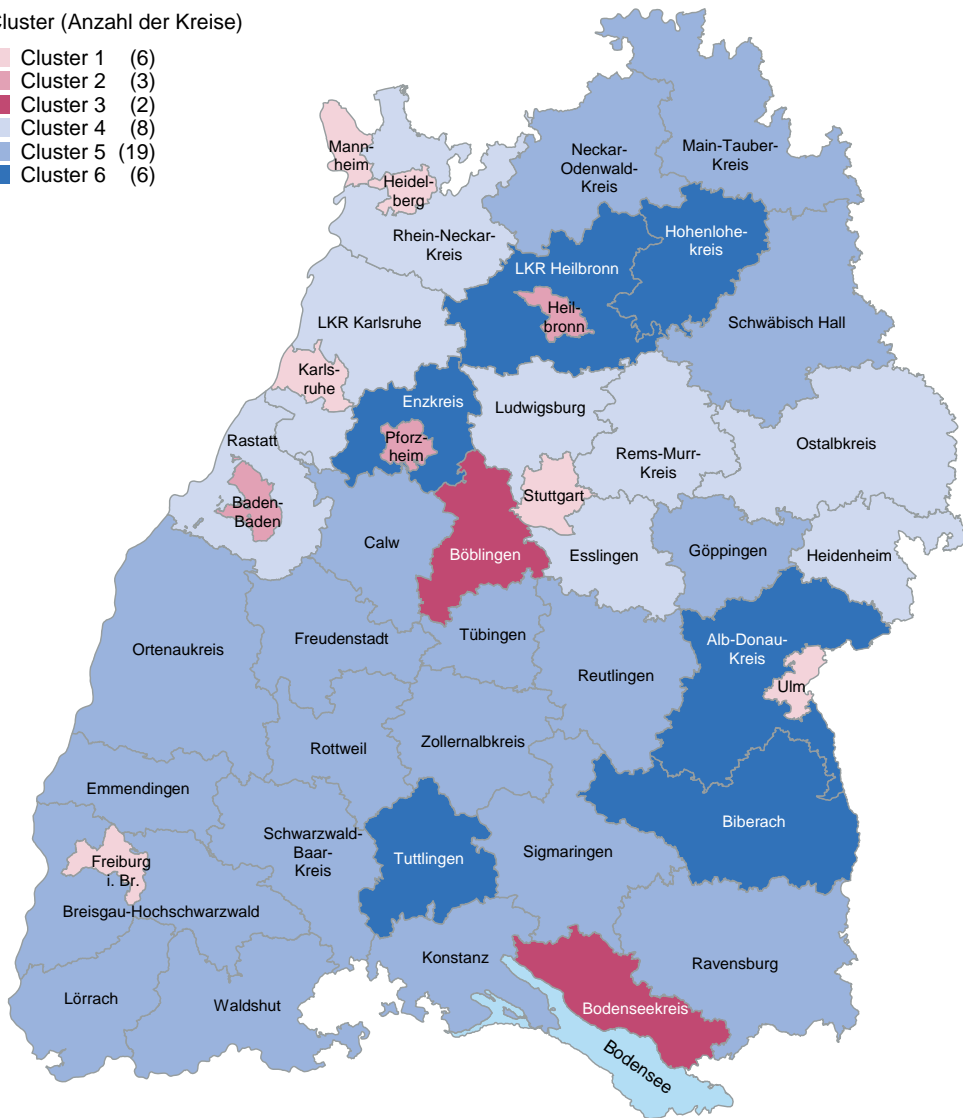 Cluster (Anzahl der Kreise)
Cluster 1 (6)
Cluster 2 (3)
Cluster 3 (2)
Cluster 4 (8)
Cluster 5 (19)
Cluster 6 (6)
Mann-
heim
Heidel-
berg
Rhein-Neckar-
Kreis
Neckar-
Odenwald-
Kreis
Main-Tauber-
Kreis
Hohenlohe-
kreis
LKR Heilbronn
Heil-
bronn
Schwäbisch Hall
LKR Karlsruhe
Karls-
ruhe
Enzkreis
Pforz-
heim
Ludwigsburg
Rems-Murr-
Kreis
Ostalbkreis
Rastatt
Baden-
Baden
Stuttgart
Calw
Böblingen
Esslingen
Göppingen
Heidenheim
Ortenaukreis
Freudenstadt
Tübingen
Reutlingen
Alb-Donau-
Kreis
Ulm
Rottweil
Zollernalbkreis
Emmendingen
Schwarzwald-
Baar-
Kreis
Tuttlingen
Sigmaringen
Biberach
Freiburg
i. Br.
Breisgau-Hochschwarzwald
Konstanz
Ravensburg
Lörrach
Waldshut
Bodenseekreis
Bodensee